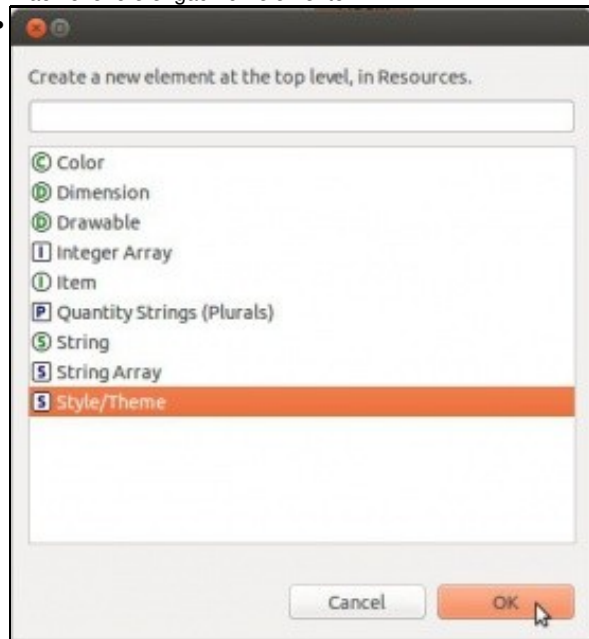 Create a new element at the top level, in Resources.
C Color
D Dimension
D Drawable
I Integer Array
I Item
P Quantity Strings (Plurals)
S String
S String Array
S Style/Theme
Cancel OK